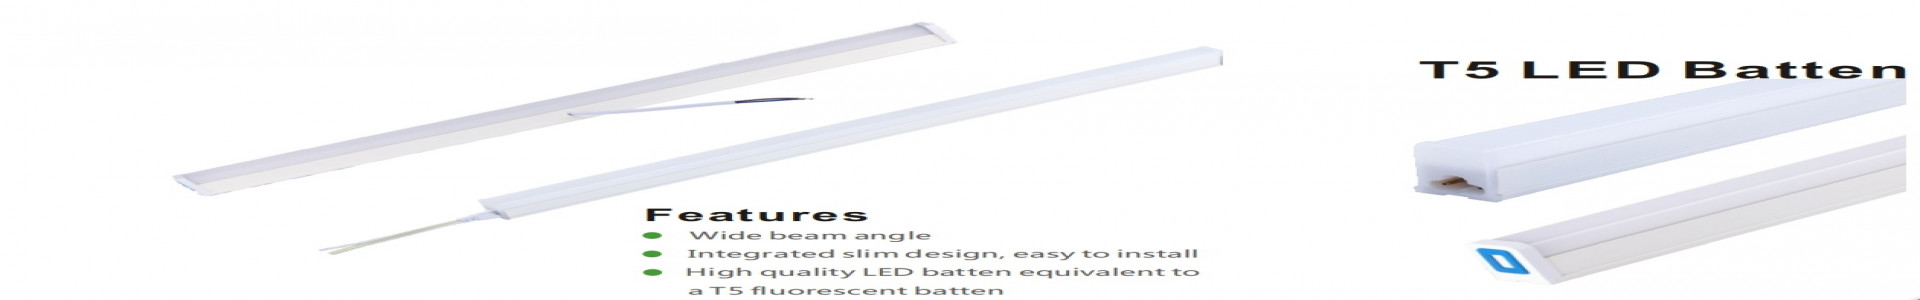 T5 LED Batten
Features
Wide beam angle
Integrated slim design, easy to install
High quality LED batten equivalent to
a T5 fluorescent batten